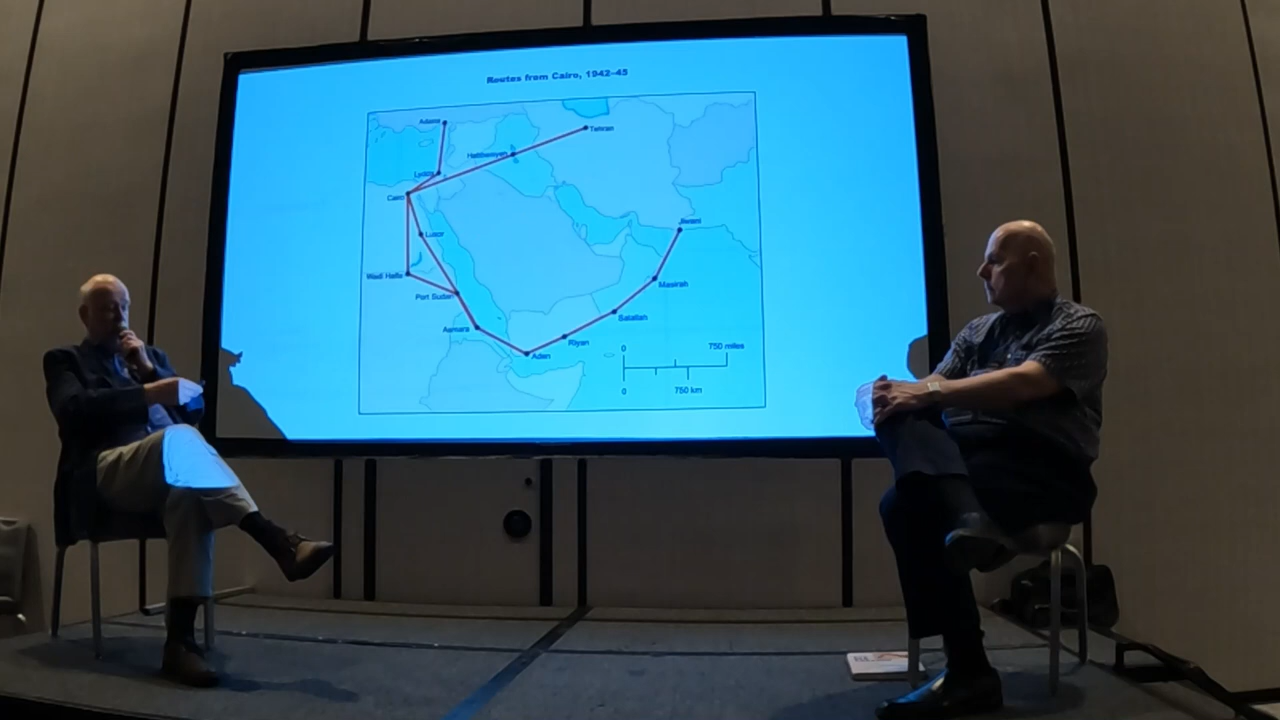 Routes from Cairo, 1942–45
Adana
Tehran
Habbaniyeh
Lydda
Cairo
Jiwani
Luxor
Wadi Halfa
Masirah
Port Sudan
Salallah
Asmara
Riyan
Aden
0
750 miles
0
750 km